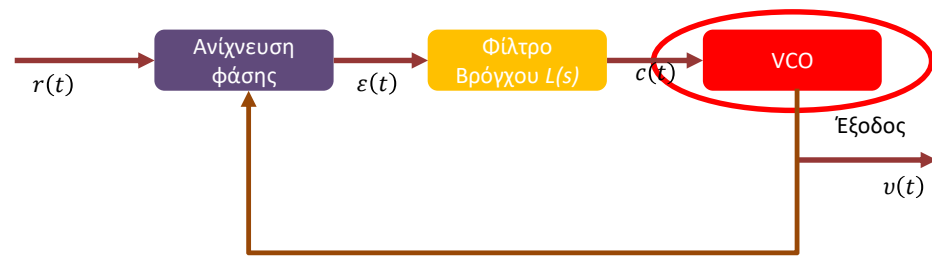 Ανίχνευση
φάσης
Φίλτρο
Βρόγχου L(s)
VCO
r(t)
ε(t)
c(t)
Έξοδος
υ(t)